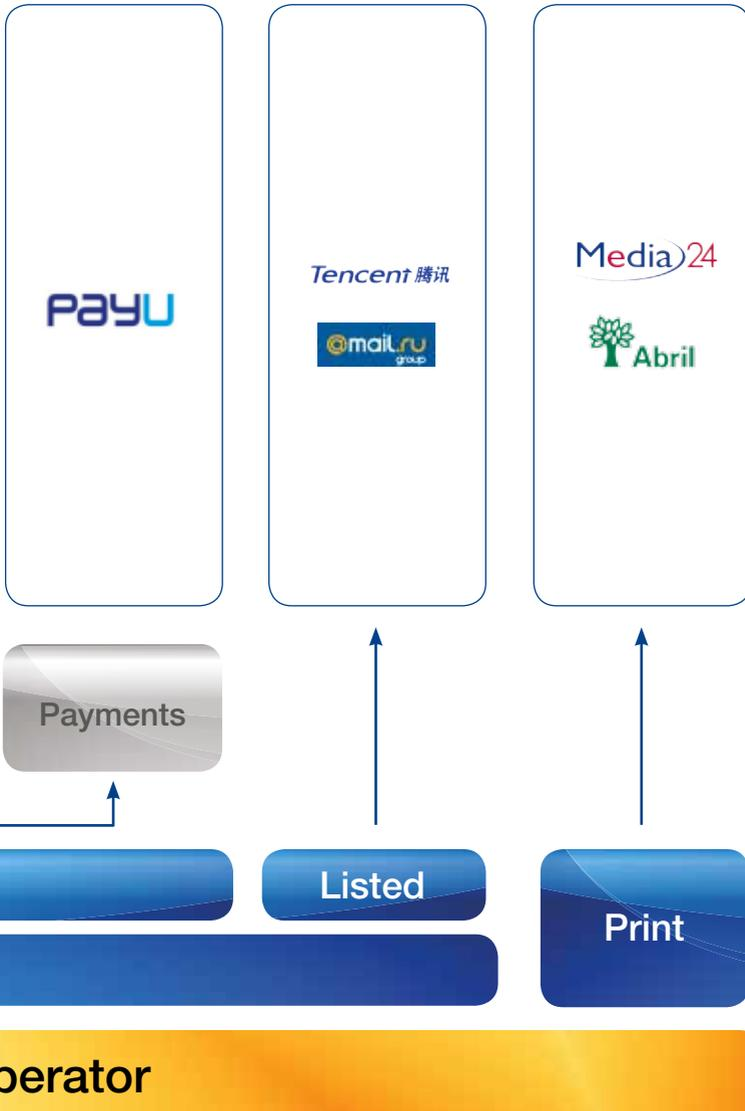 PayU
Tencent 腾讯
@mail.ru
group
Media24
Abril
Payments
Listed
Print
perator